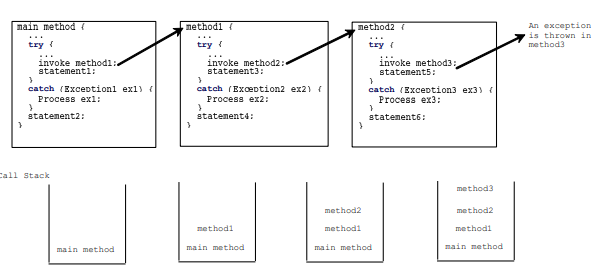 main method {
...
try {
...
invoke method1;
statement1;
}
catch (Exception1 ex1) {
Process ex1;
}
statement2;
}
method1 {
...
try {
...
invoke method2;
statement3;
}
catch (Exception2 ex2) {
Process ex2;
}
statement4;
}
method2 {
...
try {
...
invoke method3;
statement5;
}
catch (Exception3 ex3) {
Process ex3;
}
statement6;
}
An exception
is thrown in
method3
Call Stack
main method
method1
main method
method2
method1
main method
method3
method2
method1
main method